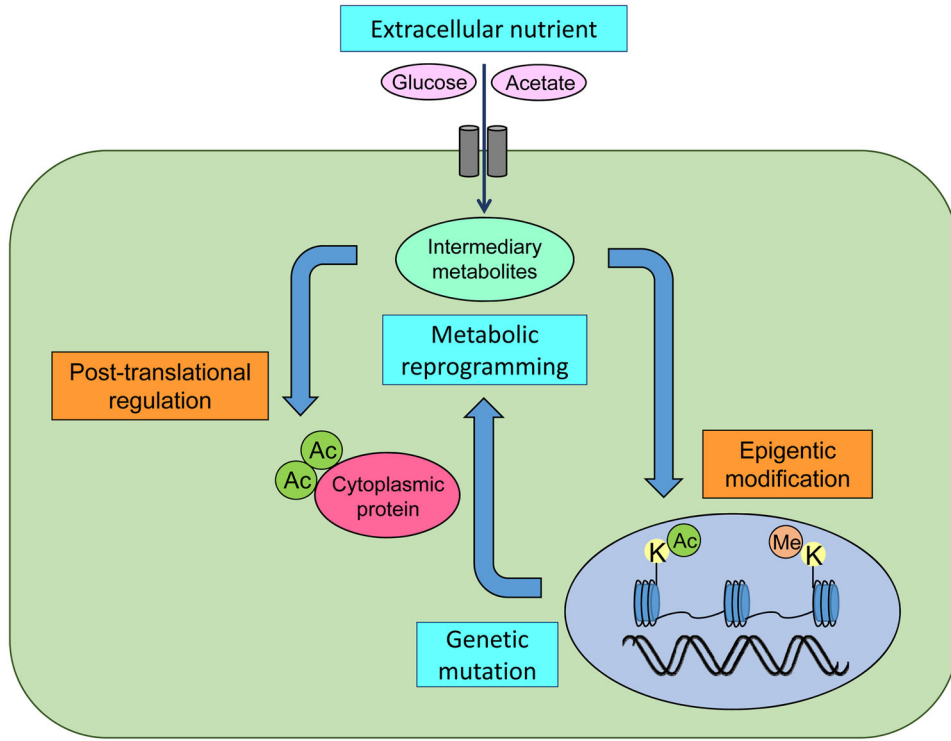 Extracellular nutrient
Glucose
Acetate
Intermediary
metabolites
Metabolic
reprogramming
Post-translational
regulation
Ac
Ac
Cytoplasmic
protein
Epigentic
modification
K
Ac
Me
K
Genetic
mutation